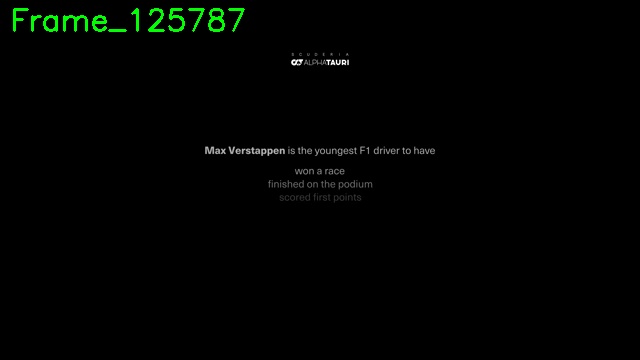 Frame_125787
SCUDERIA
ALPHATAURI
Max Verstappen is the youngest F1 driver to have
won a race
finished on the podium
scored first points